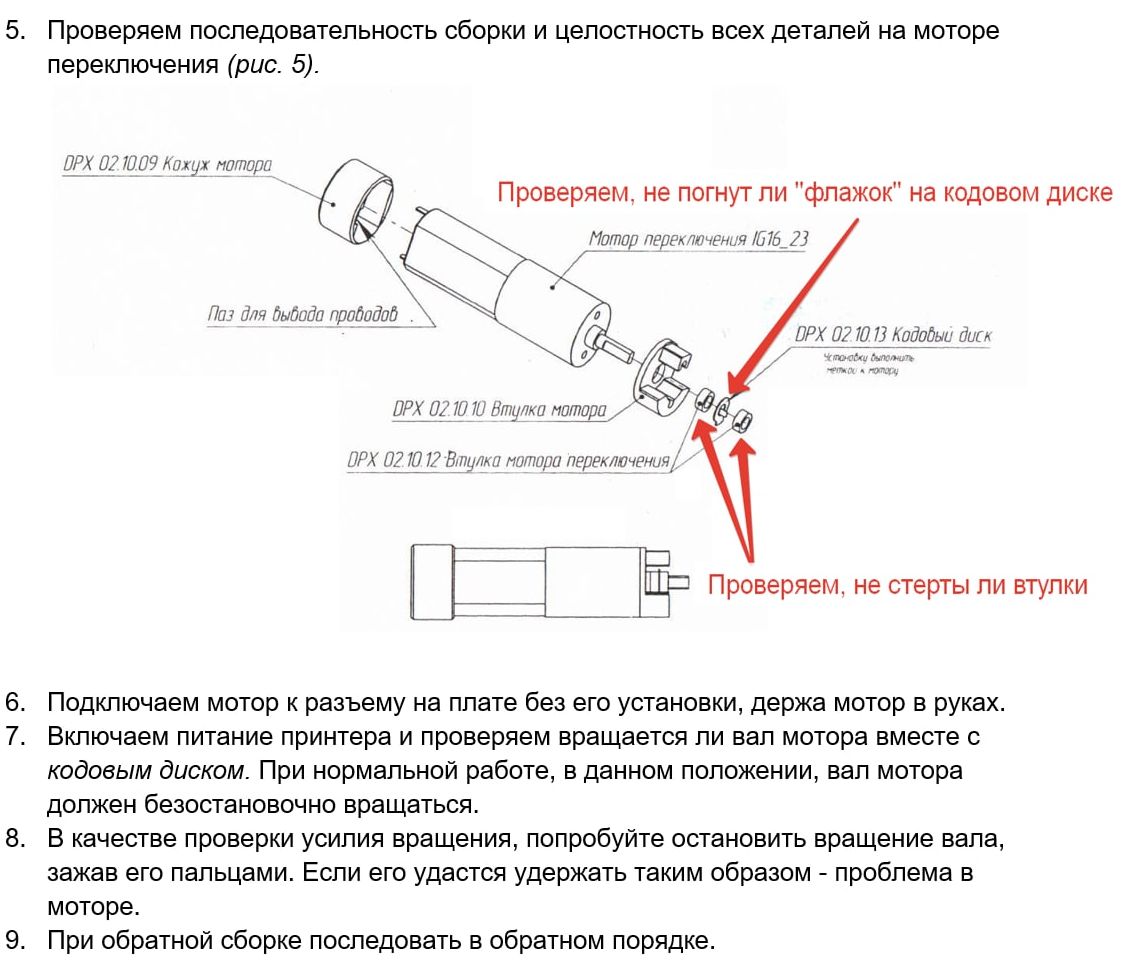 5. Проверяем последовательность сборки и целостность всех деталей на моторе
переключения (рис. 5).
DPX 02.10.09 Кожуж мотора
Проверяем, не погнут ли "флажок" на кодовом диске
Мотор переключения IG16_23
Паз для вывода проводов
DPX 02.10.13 Кодовый диск
Установку выполнить
меткой к мотору
DPX 02.10.10 Втулка мотора
DPX 02.10.12 Втулка мотора переключения
Проверяем, не стерты ли втулки
6. Подключаем мотор к разъему на плате без его установки, держа мотор в руках.
7. Включаем питание принтера и проверяем вращается ли вал мотора вместе с
кодовым диском. При нормальной работе, в данном положении, вал мотора
должен безостановочно вращаться.
8. В качестве проверки усилия вращения, попробуйте остановить вращение вала,
зажав его пальцами. Если его удастся удержать таким образом - проблема в
моторе.
9. При обратной сборке последовать в обратном порядке.